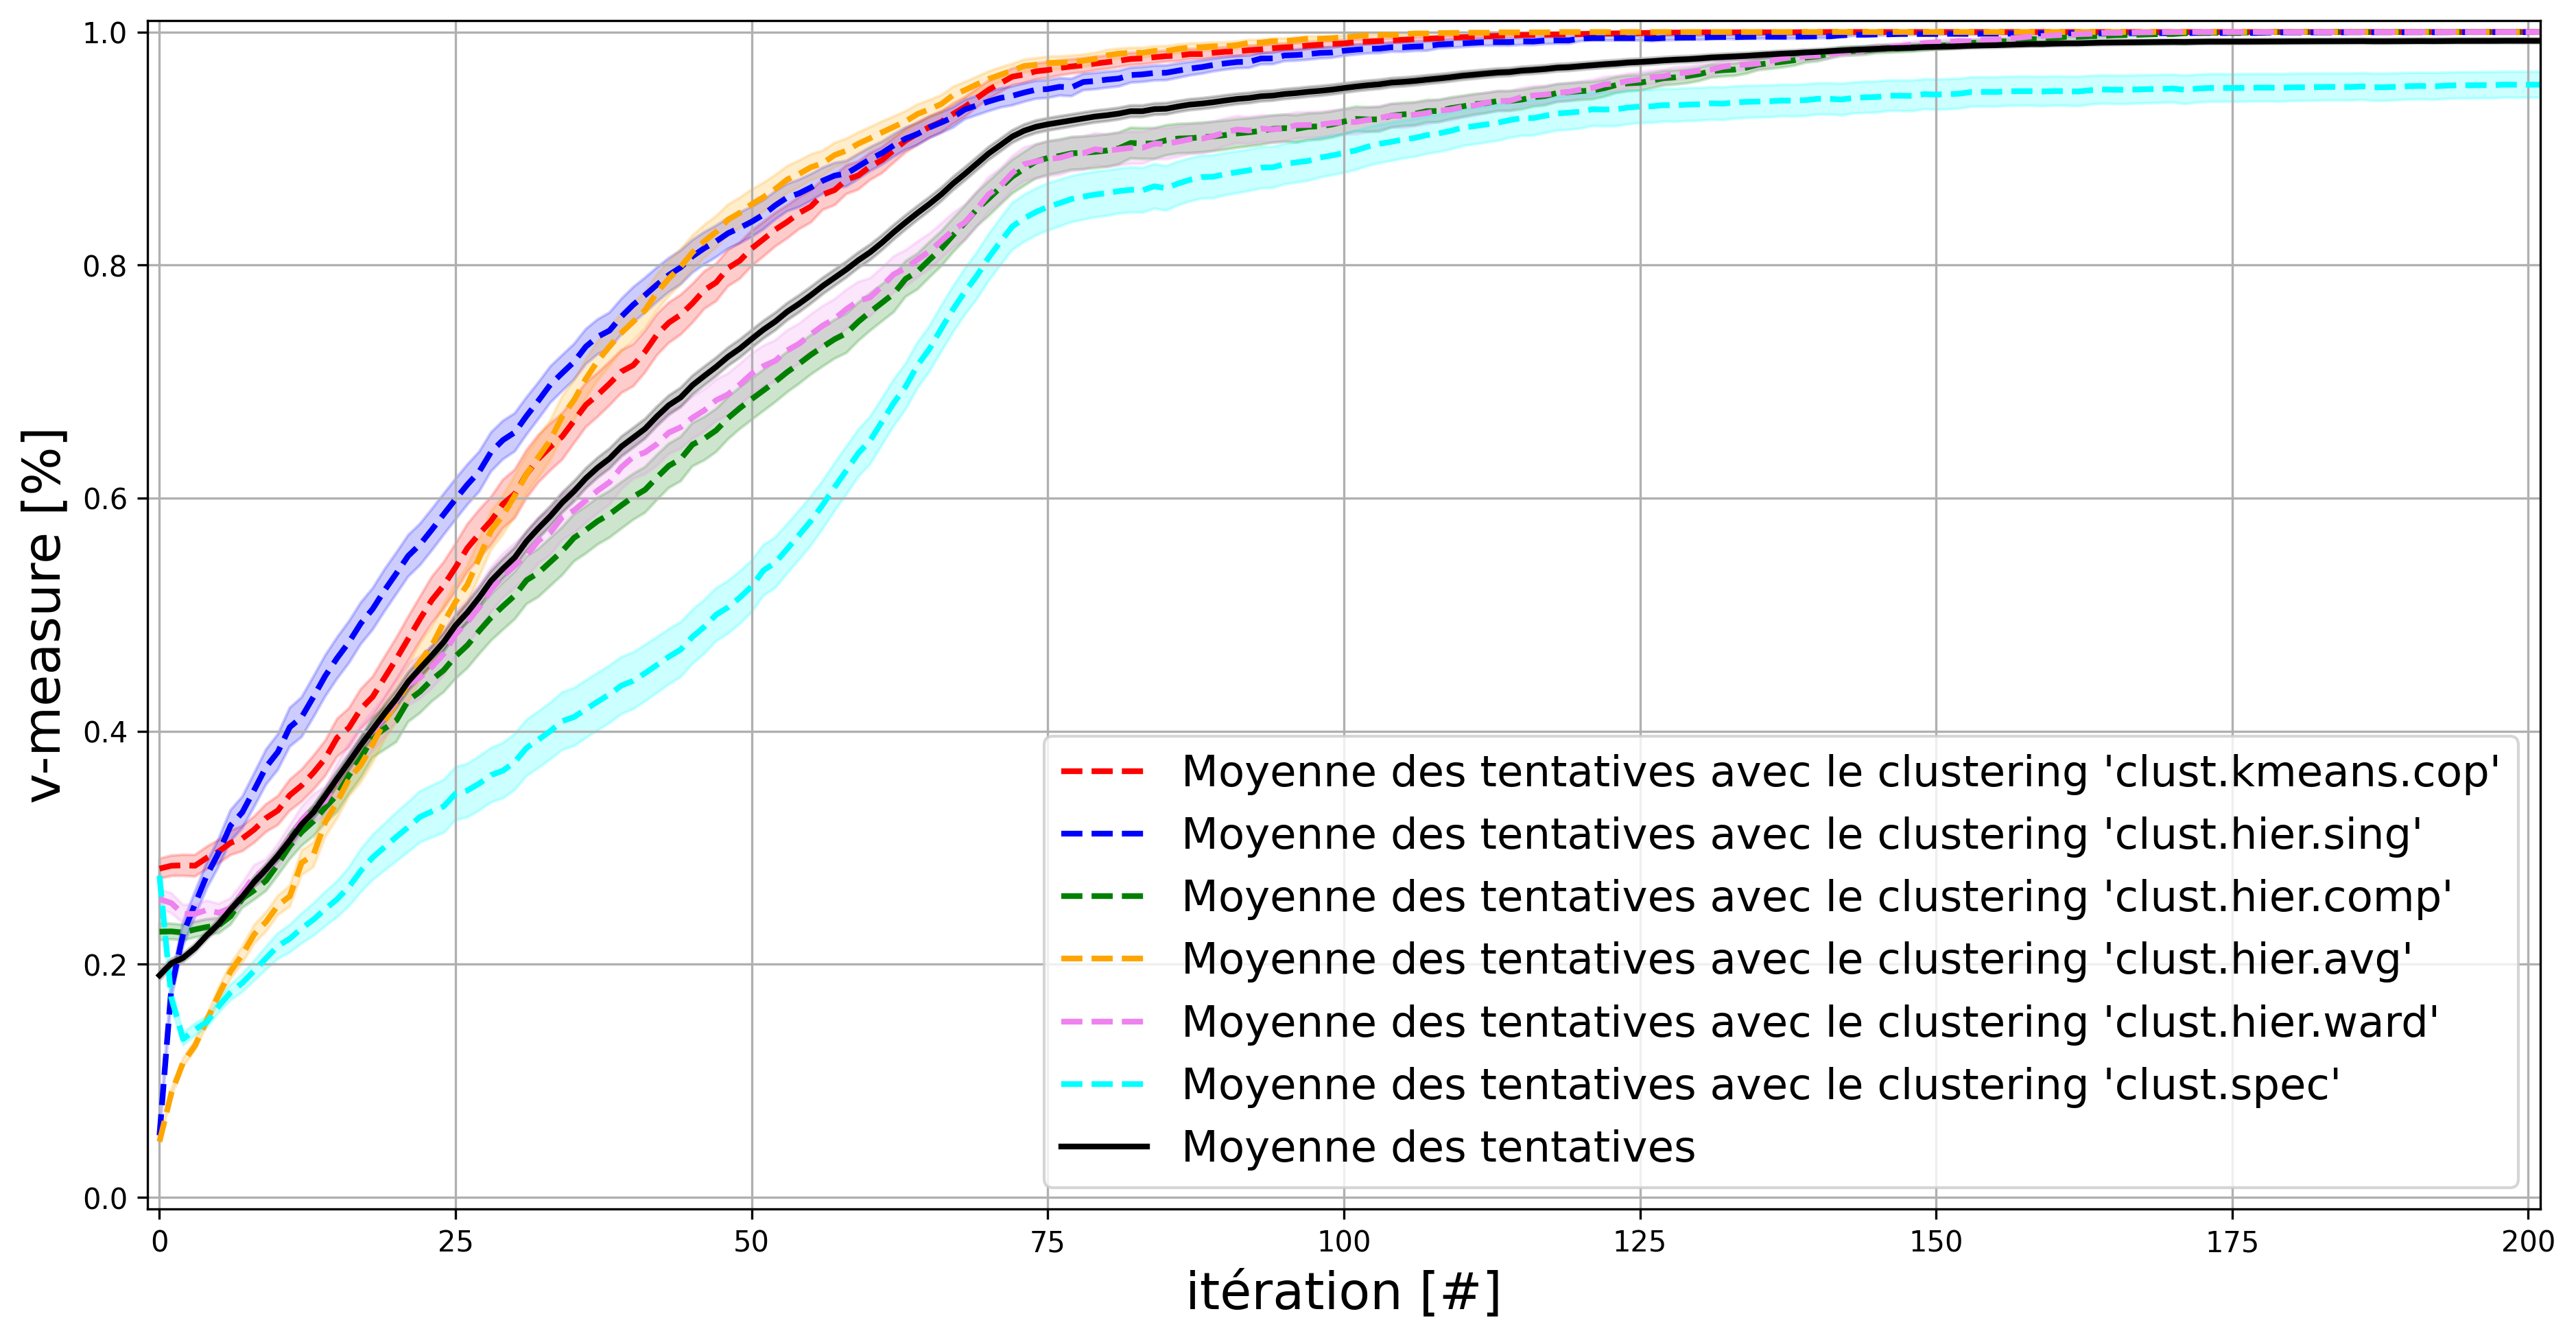 v-measure [%]
1.0
0.8
0.6
0.4
0.2
0.0
Moyenne des tentatives avec le clustering 'clust.kmeans.cop'
Moyenne des tentatives avec le clustering 'clust.hier.sing'
Moyenne des tentatives avec le clustering 'clust.hier.comp'
Moyenne des tentatives avec le clustering 'clust.hier.avg'
Moyenne des tentatives avec le clustering 'clust.hier.ward'
Moyenne des tentatives avec le clustering 'clust.spec'
Moyenne des tentatives
0 25 50 75 100 125 150 175 200
itération [#]